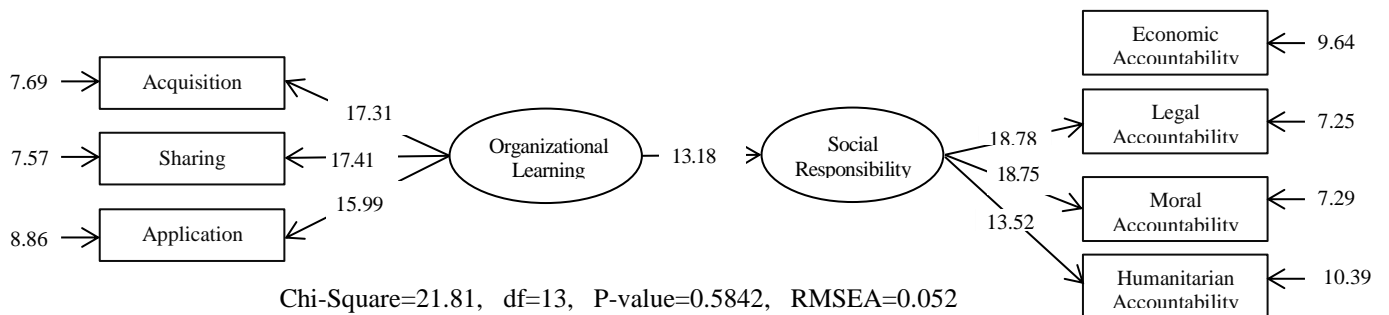 Economic
Accountability
9.64
7.69
Acquisition
17.31
Legal
Accountability
7.25
18.78
7.57
Sharing
17.41
Organizational
Learning
13.18
Social
Responsibility
18.75
15.99
Moral
Accountability
7.29
13.52
8.86
Application
Humanitarian
Accountability
10.39
Chi-Square=21.81, df=13, P-value=0.5842, RMSEA=0.052